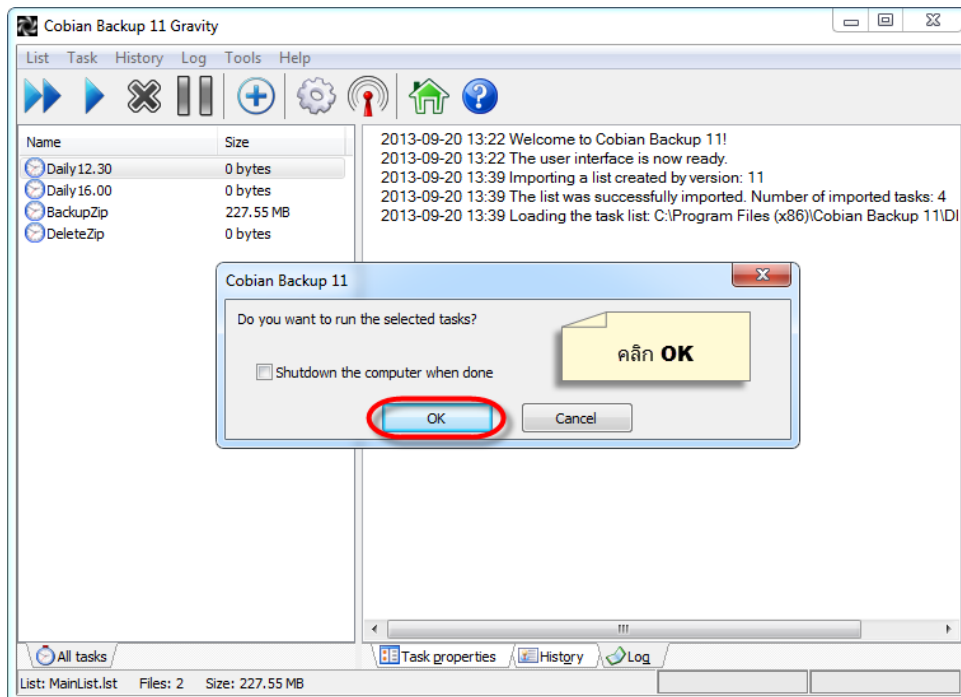 Cobian Backup 11 Gravity
List Task History Log Tools Help
Name Size
Daily12.30 0 bytes
Daily16.00 0 bytes
BackupZip 227.55 MB
DeleteZip 0 bytes
2013-09-20 13:22 Welcome to Cobian Backup 11!
2013-09-20 13:22 The user interface is now ready.
2013-09-20 13:39 Importing a list created by version: 11
2013-09-20 13:39 The list was successfully imported. Number of imported tasks: 4
2013-09-20 13:39 Loading the task list: C:\Program Files (x86)\Cobian Backup 11\D
Cobian Backup 11
Do you want to run the selected tasks?
คลิก OK
Shutdown the computer when done
OK Cancel
All tasks
Task properties History Log
List: MainList.lst Files: 2 Size: 227.55 MB